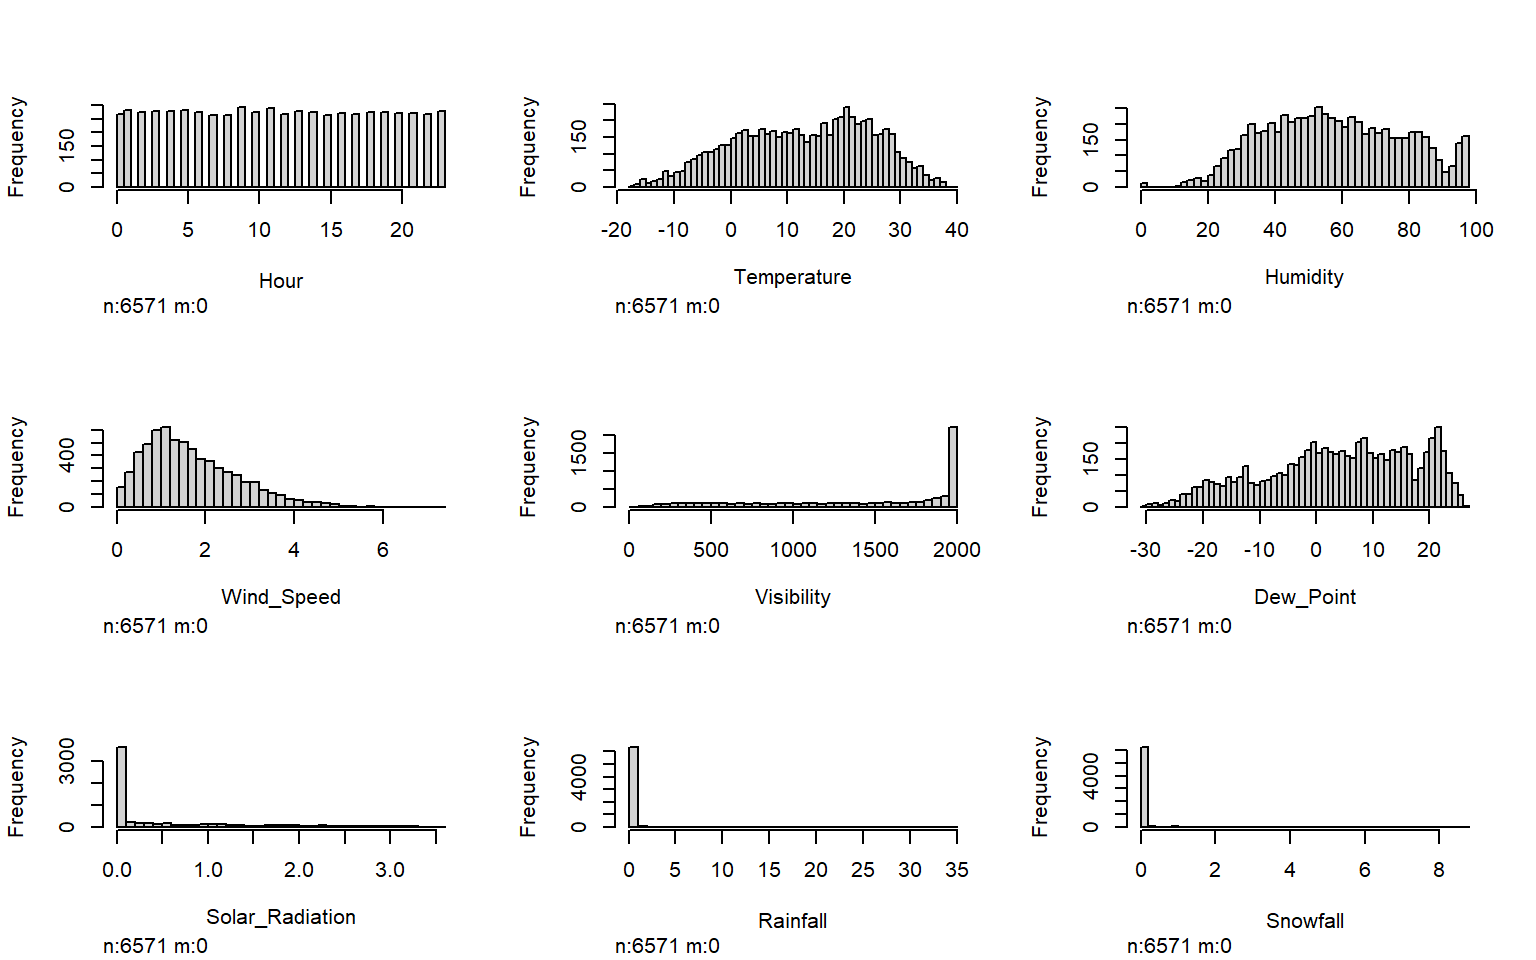 Frequency
150
0
0 5 10 15 20
Hour
n:6571 m:0
Frequency
150
0
-20 -10 0 10 20 30 40
Temperature
n:6571 m:0
Frequency
150
0
0 20 40 60 80 100
Humidity
n:6571 m:0
Frequency
400
0
0 2 4 6
Wind_Speed
n:6571 m:0
Frequency
1500
0
0 500 1000 1500 2000
Visibility
n:6571 m:0
Frequency
150
0
-30 -20 -10 0 10 20
Dew_Point
n:6571 m:0
Frequency
3000
0
0.0 1.0 2.0 3.0
Solar_Radiation
n:6571 m:0
Frequency
4000
0
0 5 10 15 20 25 30 35
Rainfall
n:6571 m:0
Frequency
4000
0
0 2 4 6 8
Snowfall
n:6571 m:0